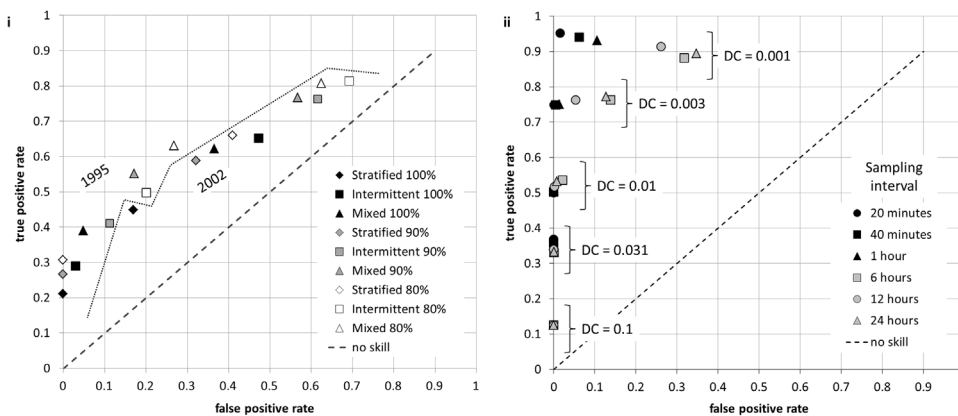 i
1
0.9
0.8
0.7
0.6
0.5
0.4
0.3
0.2
0.1
0
true positive rate
1995
2002
Stratified 100%
Intermittent 100%
Mixed 100%
Stratified 90%
Intermittent 90%
Mixed 90%
Stratified 80%
Intermittent 80%
Mixed 80%
no skill
0 0.1 0.2 0.3 0.4 0.5 0.6 0.7 0.8 0.9 1
false positive rate
ii
1
0.9
0.8
0.7
0.6
0.5
0.4
0.3
0.2
0.1
0
true positive rate
DC = 0.001
DC = 0.003
DC = 0.01
DC = 0.031
DC = 0.1
Sampling
interval
20 minutes
40 minutes
1 hour
6 hours
12 hours
24 hours
no skill
0 0.1 0.2 0.3 0.4 0.5 0.6 0.7 0.8 0.9
false positive rate